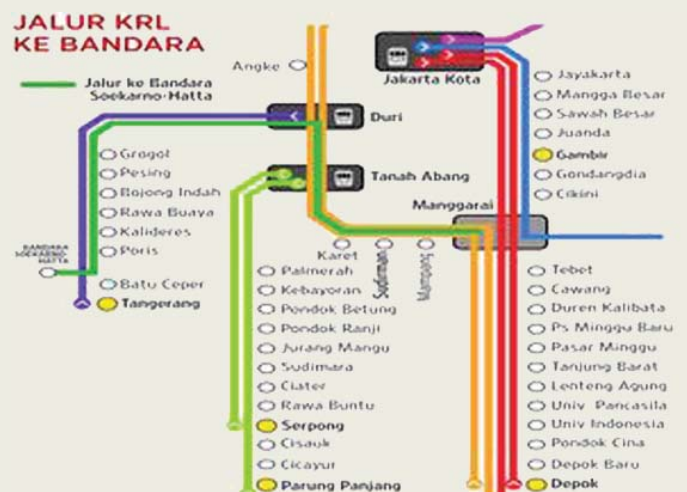 JALUR KRL
KE BANDARA
Jalur ke Bandara
Soekarno-Hatta
Angke
Jakarta Kota
Duri
Tanah Abang
Manggarai
Jayakarta
Mangga Besar
Sawah Besar
Juanda
Gambir
Gondangdia
Cikini
Grogol
Pesing
Bojong Indah
Rawa Buaya
Kalideres
Poris
BANDARA
SOEKARNO-
HATTA
Batu Ceper
Tangerang
Karet
Sudirman
Palmerah
Kebayoran
Pondok Betung
Pondok Ranji
Jurang Mangu
Sudimara
Ciater
Rawa Buntu
Serpong
Cisauk
Cicayur
Parung Panjang
Tebet
Cawang
Duren Kalibata
Ps Minggu Baru
Pasar Minggu
Tanjung Barat
Lenteng Agung
Univ Pancasila
Univ Indonesia
Pondok Cina
Depok Baru
Depok